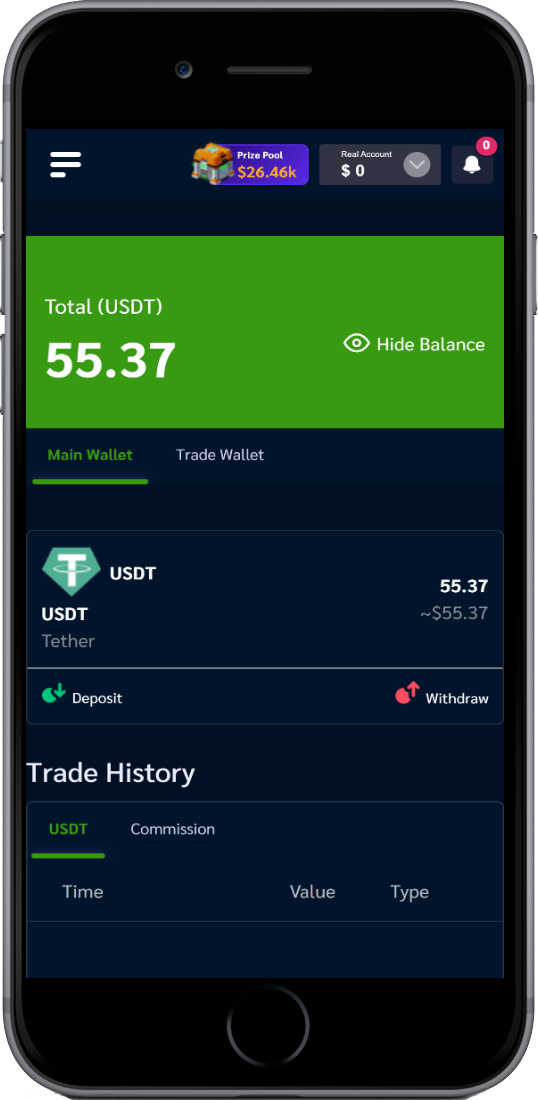 Prize Pool
$26.46k
Real Account
$ 0
0
Total (USDT)
55.37
Hide Balance
Main Wallet
Trade Wallet
USDT
USDT
Tether
55.37
~$55.37
Deposit
Withdraw
Trade History
USDT
Commission
Time
Value
Type